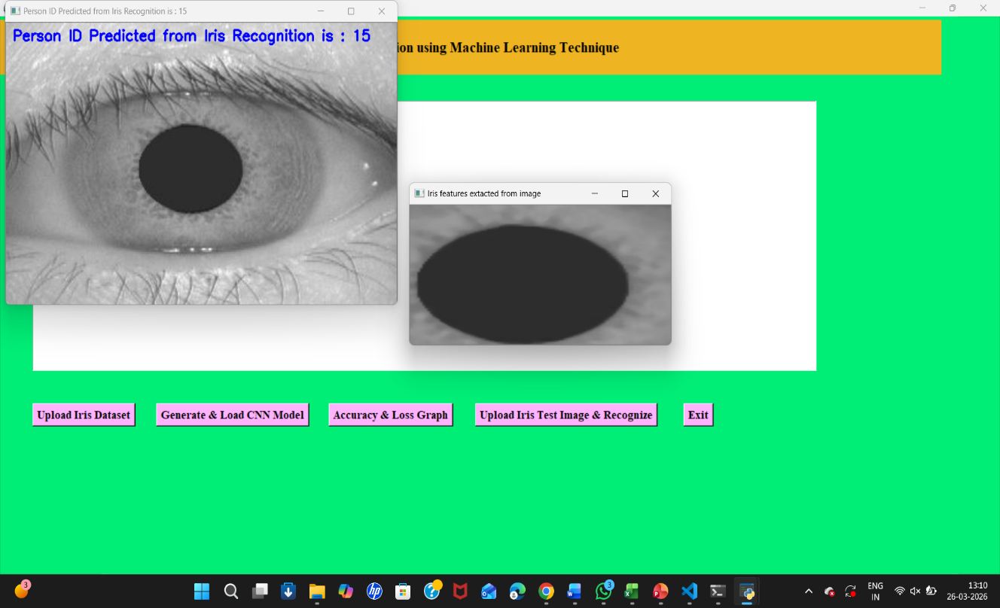 Person ID Predicted from Iris Recognition is : 15
Person ID Predicted from Iris Recognition is : 15
ion using Machine Learning Technique
Iris features extacted from image
Upload Iris Dataset
Generate & Load CNN Model
Accuracy & Loss Graph
Upload Iris Test Image & Recognize
Exit
3
hp
3
ENG
IN
13:10
26-03-2026